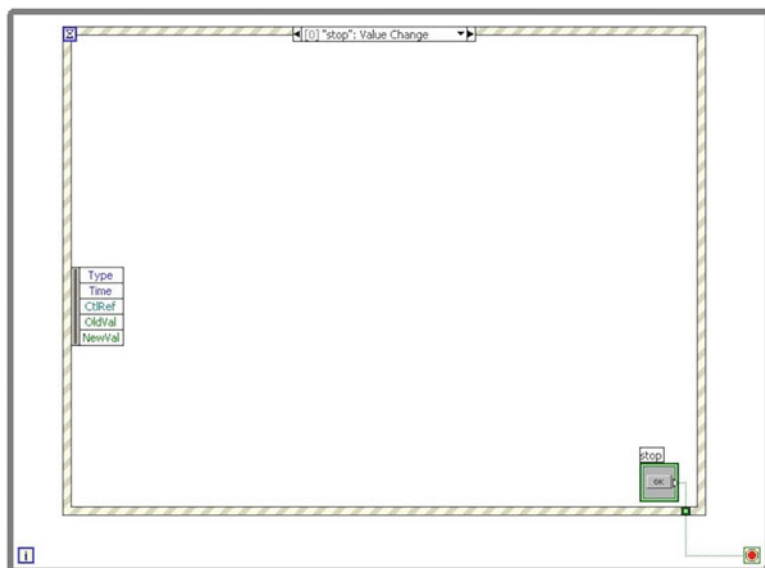 [0] "stop": Value Change
Type
Time
CtlRef
OldVal
NewVal
stop
OK
i